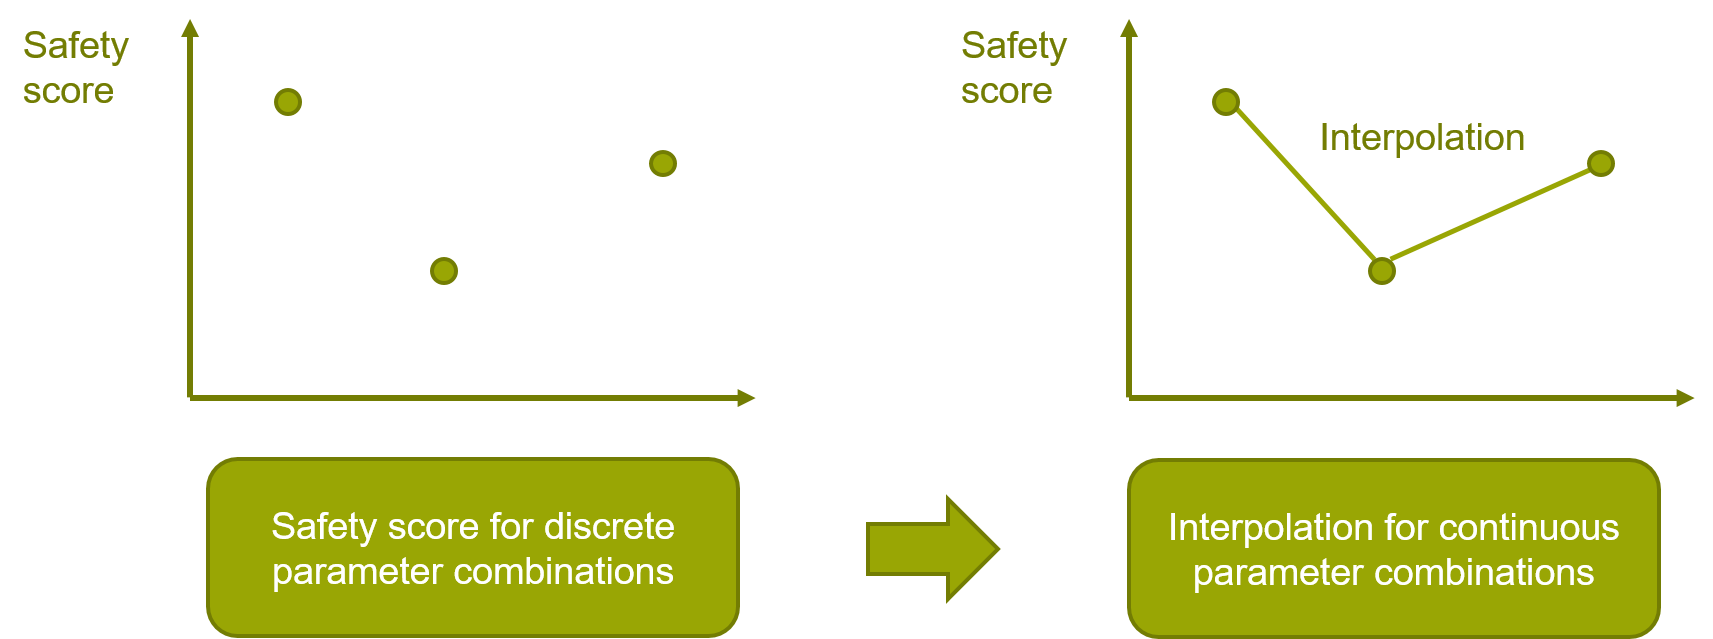 Safety
score
Safety
score
Interpolation
Safety score for discrete
parameter combinations
Interpolation for continuous
parameter combinations